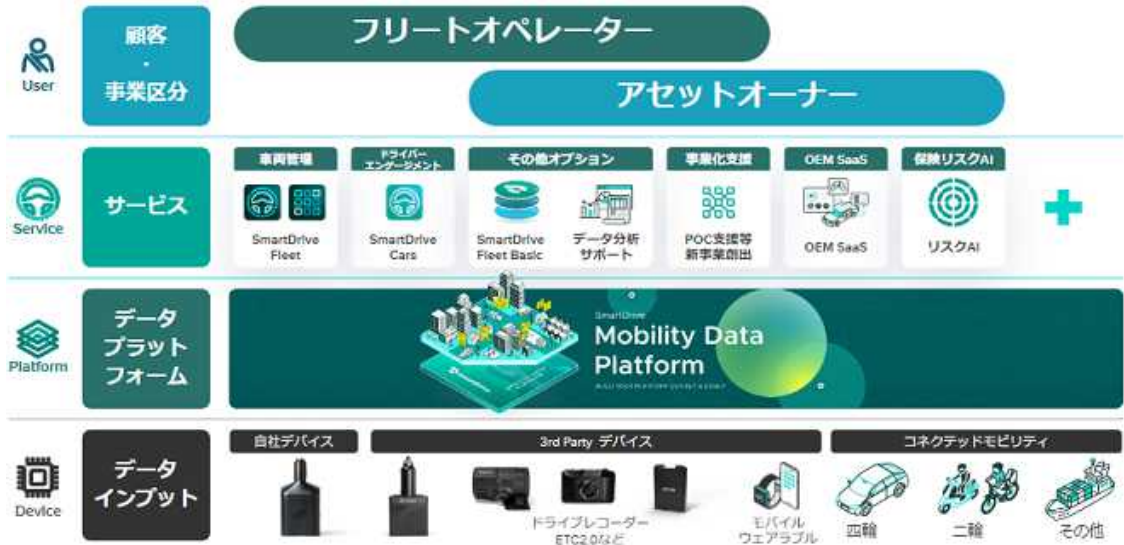 User
顧客
・
事業区分
フリートオペレーター
アセットオーナー
Service
サービス
車両管理
SmartDrive
Fleet
ドライバー
エンゲージメント
SmartDrive
Cars
その他オプション
SmartDrive
Fleet Basic
データ分析
サポート
事業化支援
POC支援等
新事業創出
OEM SaaS
OEM SaaS
保険リスクAI
リスクAI
Platform
データ
プラット
フォーム
SmartDrive
Mobility Data
Platform
Device
データ
インプット
自社デバイス
3rd Party デバイス
ドライブレコーダー
ETC2.0など
モバイル
ウェアラブル
コネクテッドモビリティ
四輪
二輪
その他